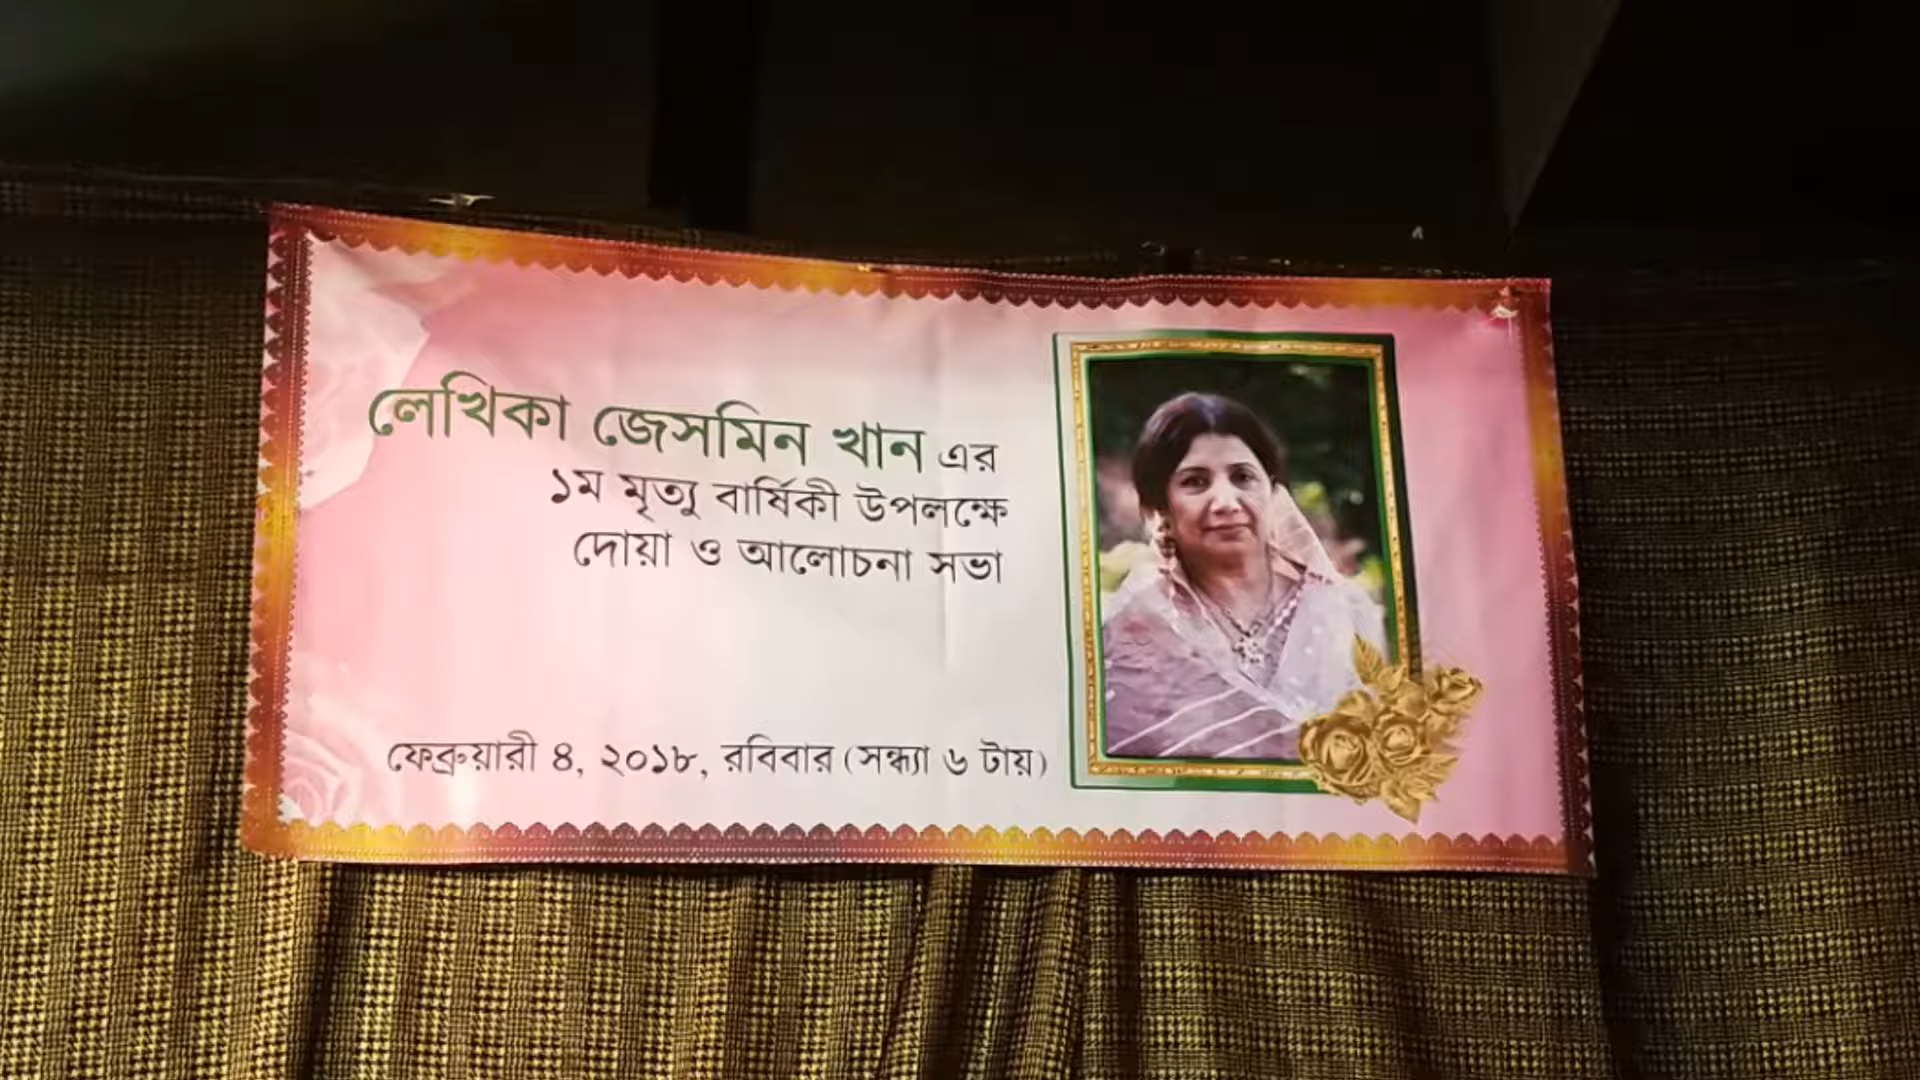 লেখিকা জেসমিন খান এর
১ম মৃত্যু বার্ষিকী উপলক্ষে
দোয়া ও আলোচনা সভা
ফেব্রুয়ারী ৪, ২০১৮, রবিবার (সন্ধ্যা ৬ টায়)